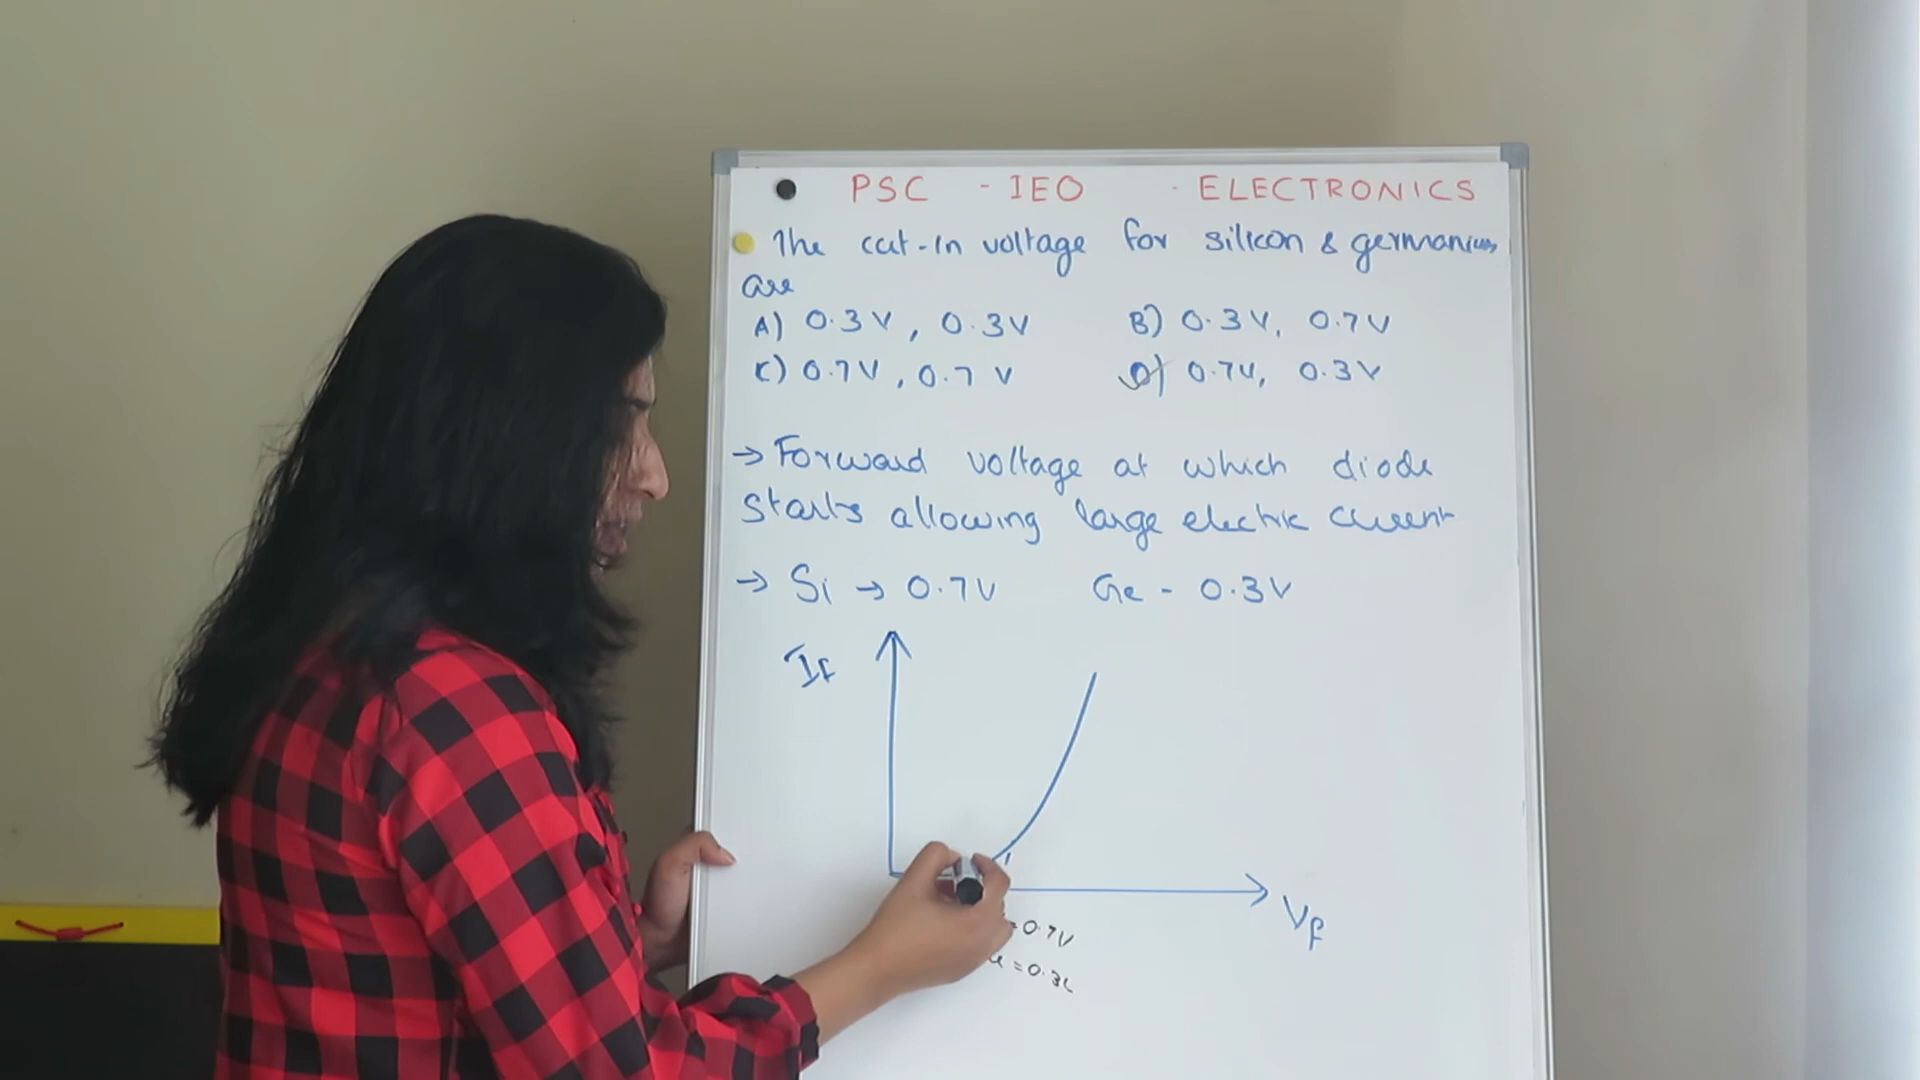 PSC - IEO - ELECTRONICS
The cut-in voltage for silicon & germanium
are
A) 0.3V, 0.3V B) 0.3V, 0.7V
C) 0.7V, 0.7V D) 0.7V, 0.3V
→ Forward voltage at which diode
starts allowing large electric current
→ Si → 0.7V Ge - 0.3V
If
Vf
= 0.7V
= 0.3